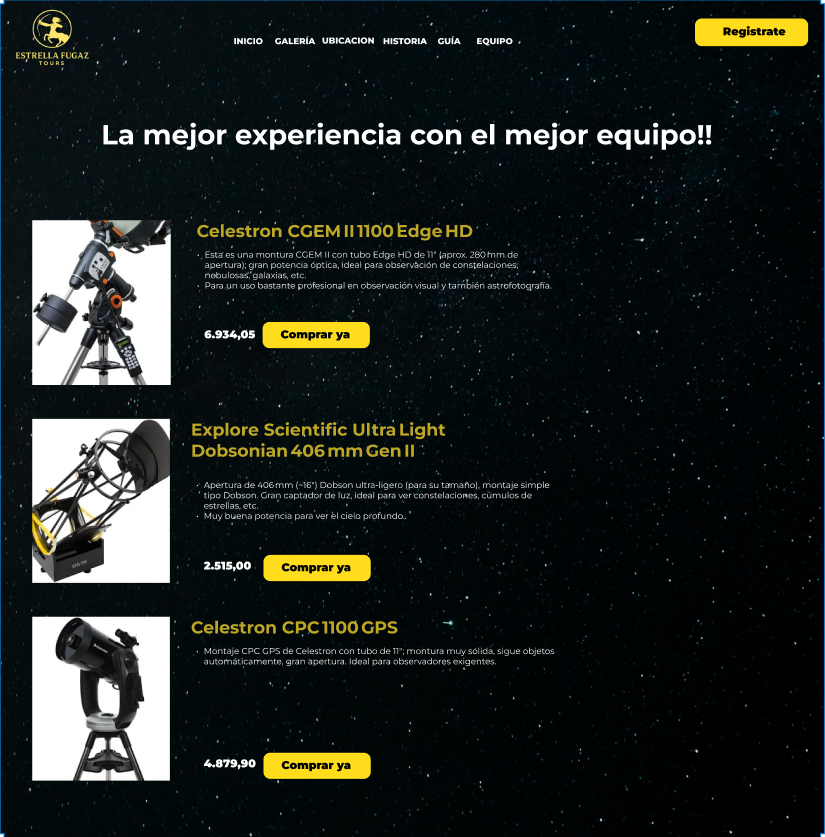 ESTRELLA FUGAZ
TOURS
INICIO GALERÍA UBICACION HISTORIA GUÍA EQUIPO
Registrate
La mejor experiencia con el mejor equipo!!
Celestron CGEM II 1100 Edge HD
· Esta es una montura CGEM II con tubo Edge HD de 11" (aprox. 280 mm de
apertura); gran potencia óptica, ideal para observación de constelaciones,
nebulosas, galaxias, etc.
· Para un uso bastante profesional en observación visual y también astrofotografía.
6.934,05 Comprar ya
Explore Scientific Ultra Light
Dobsonian 406 mm Gen II
· Apertura de 406 mm (~16") Dobson ultra-ligero (para su tamaño), montaje simple
tipo Dobson. Gran captador de luz, ideal para ver constelaciones, cúmulos de
estrellas, etc.
· Muy buena potencia para ver el cielo profundo..
2.515,00 Comprar ya
Celestron CPC 1100 GPS
· Montaje CPC GPS de Celestron con tubo de 11"; montura muy sólida, sigue objetos
automáticamente, gran apertura. Ideal para observadores exigentes.
4.879,90 Comprar ya